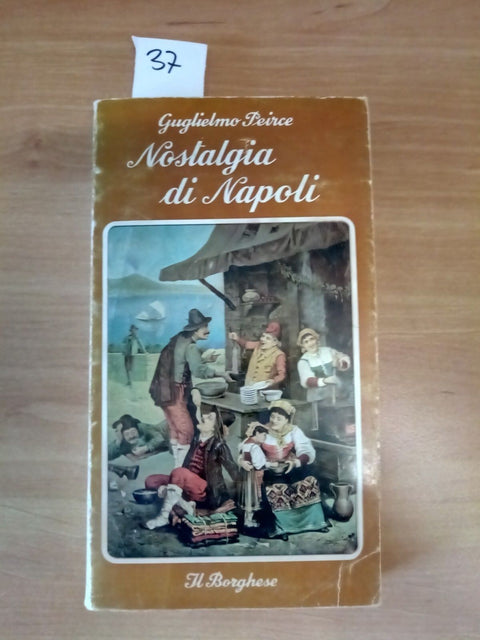 37
Guglielmo Peirce
Nostalgia
di Napoli
Il Borghese